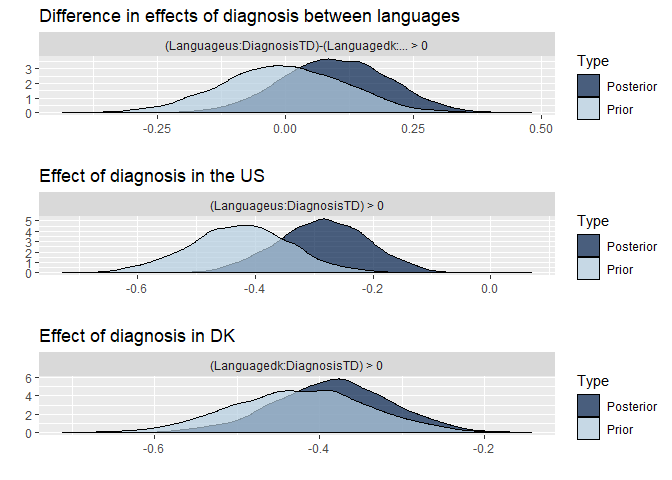 Difference in effects of diagnosis between languages
(Languageus:DiagnosisTD)-(Languagedk:... > 0
3
2
1
0
-0.25
0.00
0.25
0.50
Type
Posterior
Prior
Effect of diagnosis in the US
(Languageus:DiagnosisTD) > 0
5
4
3
2
1
0
-0.6
-0.4
-0.2
0.0
Type
Posterior
Prior
Effect of diagnosis in DK
(Languagedk:DiagnosisTD) > 0
6
4
2
0
-0.6
-0.4
-0.2
Type
Posterior
Prior